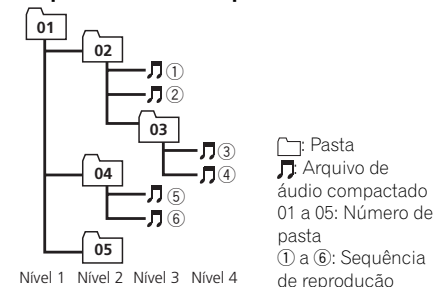 01
02
①
②
03
③
④
04
⑤
⑥
05
Nível 1 Nível 2 Nível 3 Nível 4
: Pasta
: Arquivo de
áudio compactado
01 a 05: Número de
pasta
① a ⑥: Sequência
de reprodução